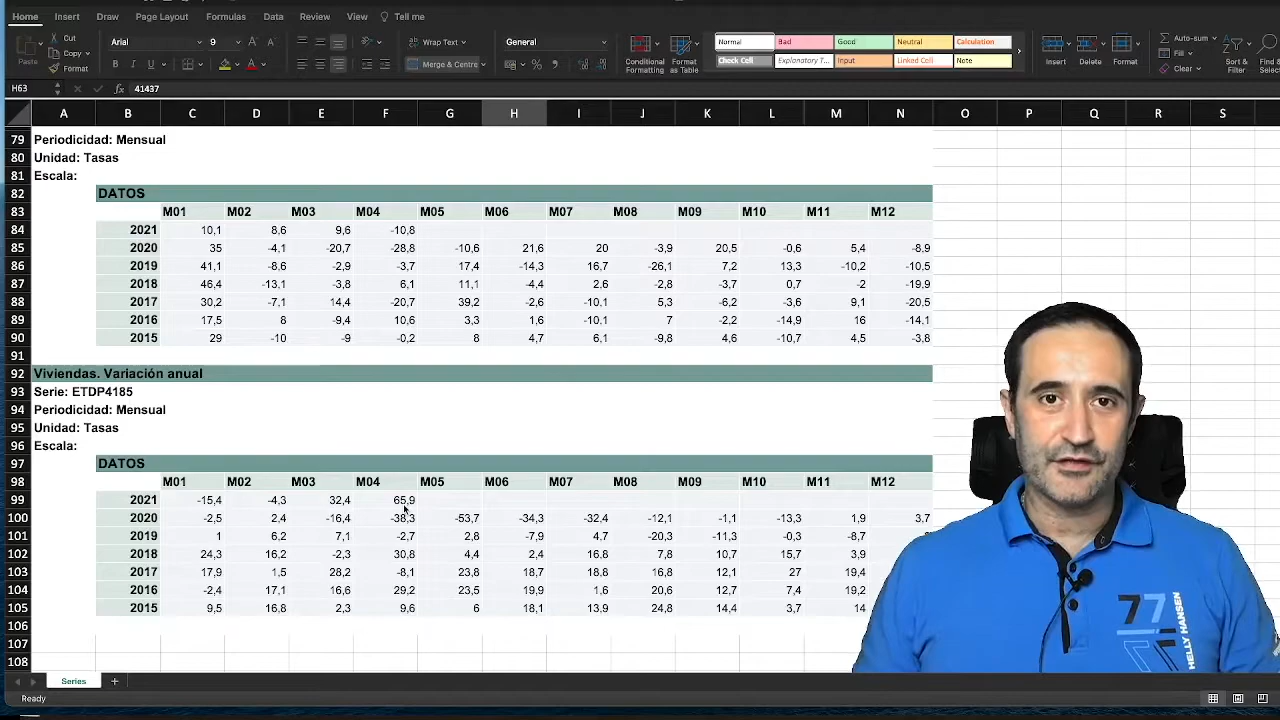 Home Insert Draw Page Layout Formulas Data Review View Tell me
Cut
Copy
Format
Arial
Wrap Text
Merge & Centre
General
Conditional Formatting
Format as Table
Normal Bad Good Neutral Calculation
Check Cell Explanatory T... Input Linked Cell Note
Insert Delete Format
Auto-sum
Fill
Clear
Sort & Filter
H63 fx 41437
A B C D E F G H I J K L M N O P Q R S
79 Periodicidad: Mensual
80 Unidad: Tasas
81 Escala:
82 DATOS
83 M01 M02 M03 M04 M05 M06 M07 M08 M09 M10 M11 M12
84 2021 10,1 8,6 9,6 -10,8
85 2020 35 -4,1 -20,7 -28,8 -10,6 21,6 20 -3,9 20,5 -0,6 5,4 -8,9
86 2019 41,1 -8,6 -2,9 -3,7 17,4 -14,3 16,7 -26,1 7,2 13,3 -10,2 -10,5
87 2018 46,4 -13,1 -3,8 6,1 11,1 -4,4 2,6 -2,8 -3,7 0,7 -2 -19,9
88 2017 30,2 -7,1 14,4 -20,7 39,2 -2,6 -10,1 5,3 -6,2 -3,6 9,1 -20,5
89 2016 17,5 8 -9,4 10,6 3,3 1,6 -10,1 7 -2,2 -14,9 16 -14,1
90 2015 29 -10 -9 -0,2 8 4,7 6,1 -9,8 4,6 -10,7 4,5 -3,8
91
92 Viviendas. Variación anual
93 Serie: ETDP4185
94 Periodicidad: Mensual
95 Unidad: Tasas
96 Escala:
97 DATOS
98 M01 M02 M03 M04 M05 M06 M07 M08 M09 M10 M11 M12
99 2021 -15,4 -4,3 32,4 65,9
100 2020 -2,5 2,4 -16,4 -38,3 -53,7 -34,3 -32,4 -12,1 -1,1 -13,3 1,9 3,7
101 2019 1 6,2 7,1 -2,7 2,8 -7,9 4,7 -20,3 -11,3 -0,3 -8,7
102 2018 24,3 16,2 -2,3 30,8 4,4 2,4 16,8 7,8 10,7 15,7 3,9
103 2017 17,9 1,5 28,2 -8,1 23,8 18,7 18,8 16,8 12,1 27 19,4
104 2016 -2,4 17,1 16,6 29,2 23,5 19,9 1,6 20,6 12,7 7,4 19,2
105 2015 9,5 16,8 2,3 9,6 6 18,1 13,9 24,8 14,4 3,7 14
106
107
108
77
HELLY HANSEN
Series
Ready